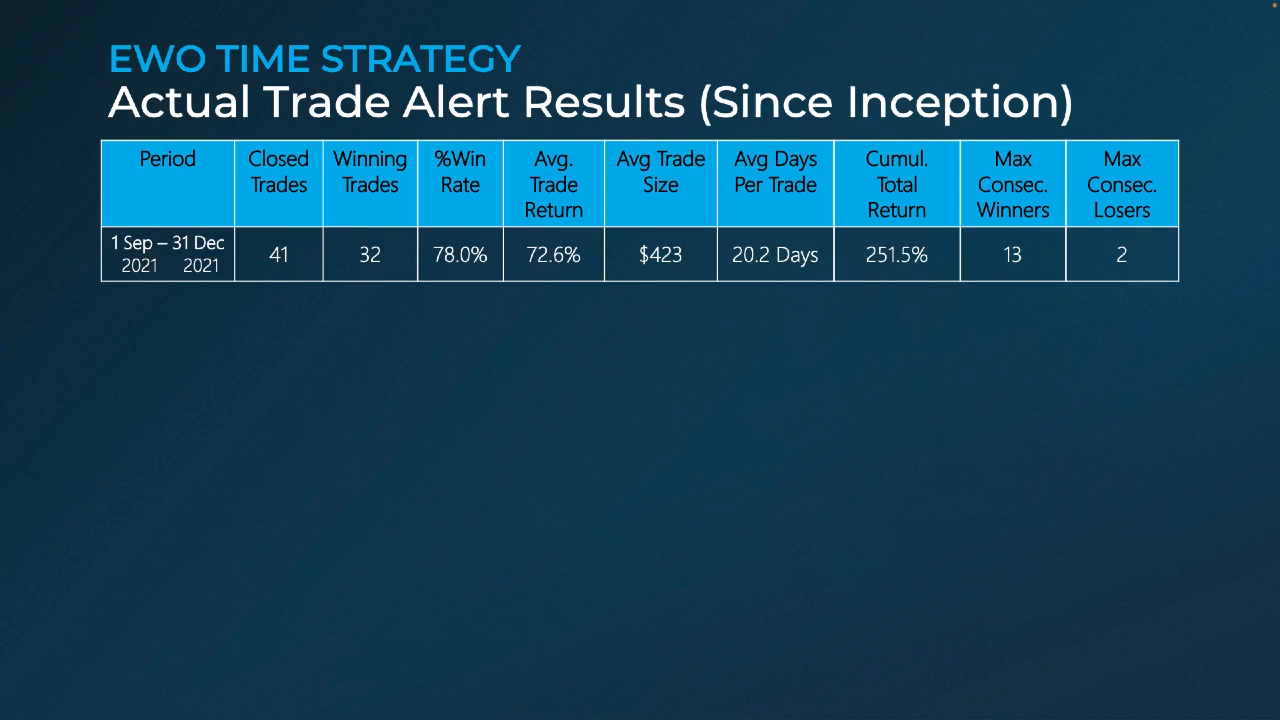 EWO TIME STRATEGY
Actual Trade Alert Results (Since Inception)
Period
Closed
Trades
Winning
Trades
%Win
Rate
Avg.
Trade
Return
Avg Trade
Size
Avg Days
Per Trade
Cumul.
Total
Return
Max
Consec.
Winners
Max
Consec.
Losers
1 Sep – 31 Dec
2021 2021
41
32
78.0%
72.6%
$423
20.2 Days
251.5%
13
2